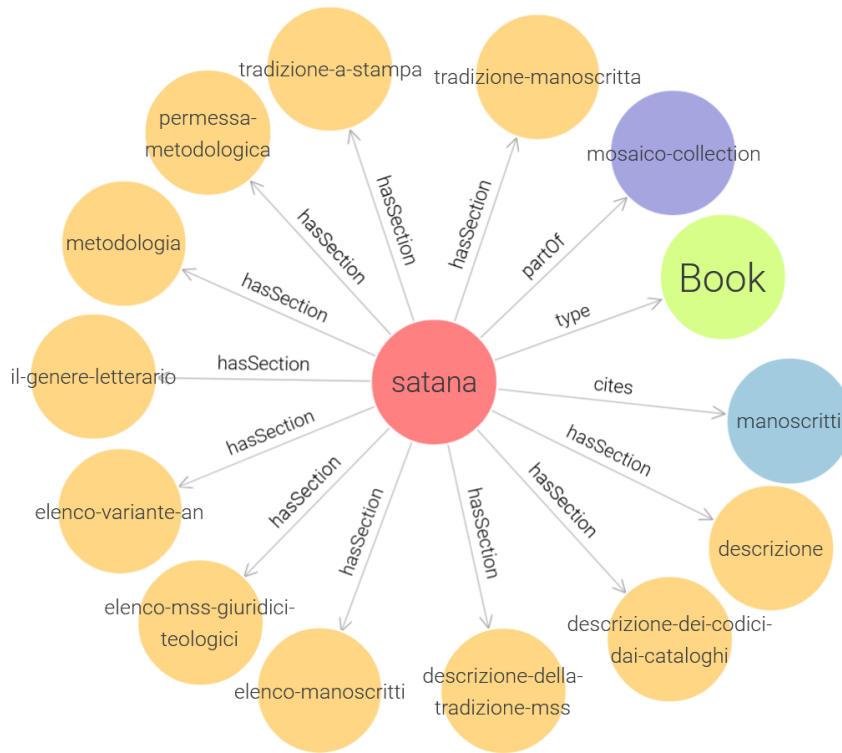 tradizione-a-stampa
tradizione-manoscritta
permessa-
metodologica
mosaico-collection
hasSection
hasSection
hasSection
partOf
metodologia
hasSection
type
Book
il-genere-letterario
hasSection
satana
cites
manoscritti
hasSection
hasSection
elenco-variante-an
hasSection
hasSection
hasSection
hasSection
descrizione
elenco-mss-giuridici-
teologici
descrizione-dei-codici-
dai-cataloghi
elenco-manoscritti
descrizione-della-
tradizione-mss